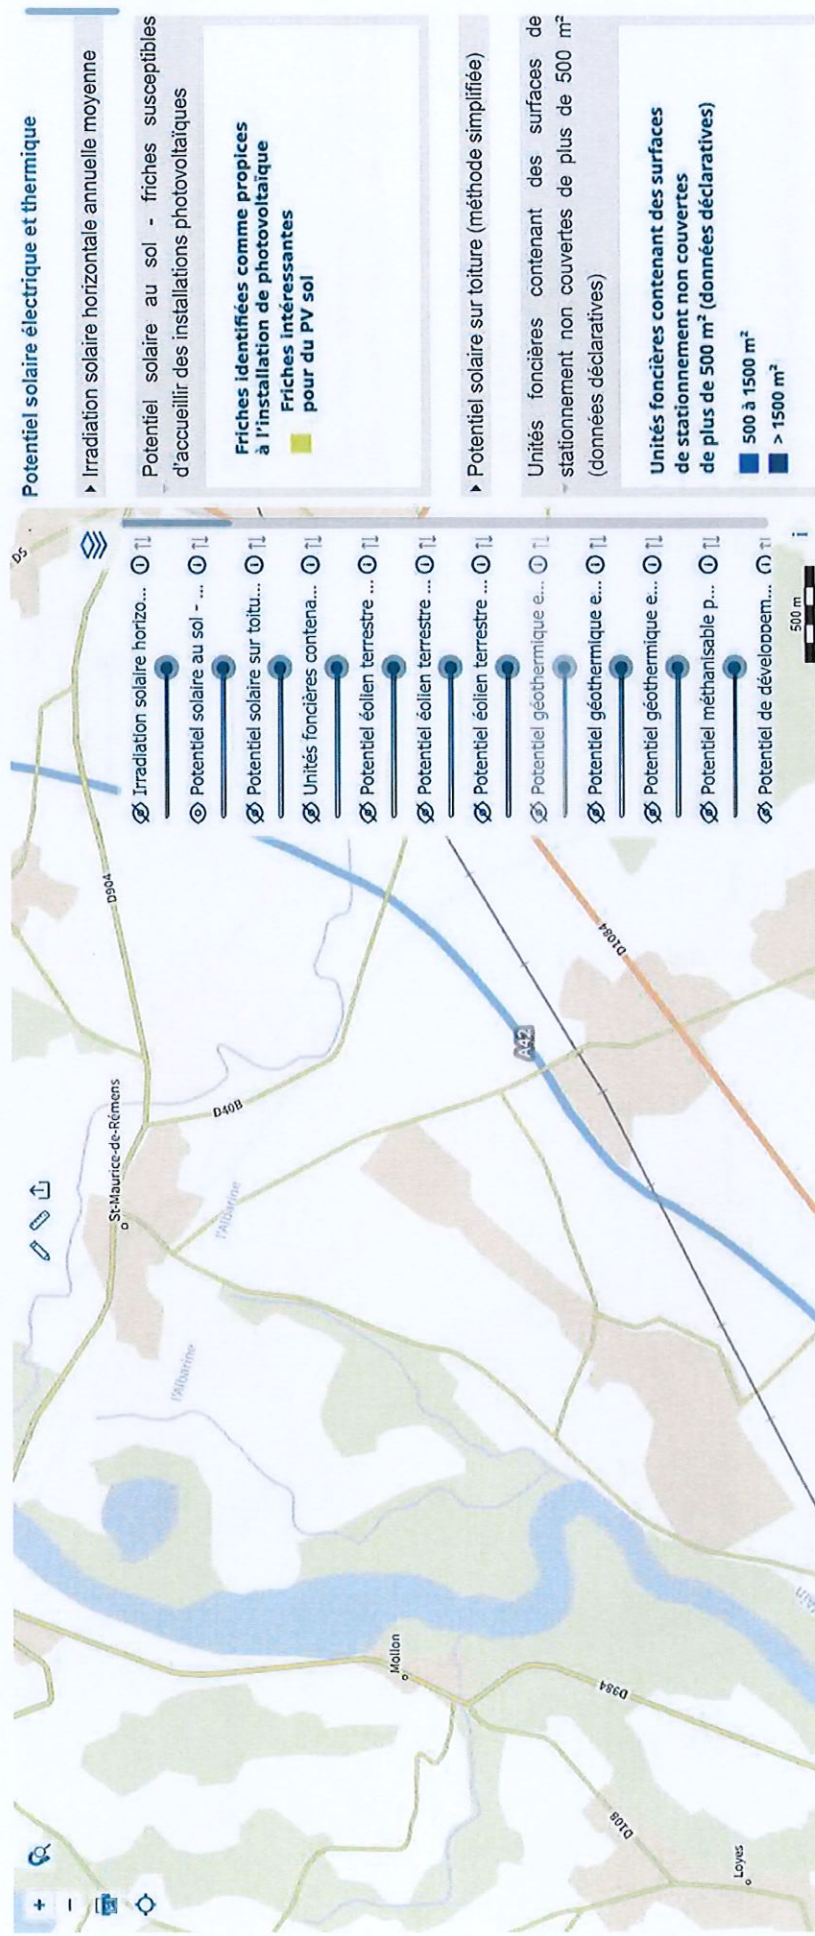 +
−
St-Maurice-de-Rémens
D5
D904
D40B
l'Albarine
l'Albarine
A42
D1084
Mollon
D984
D108
Loyes
l'Ain
Irradiation solaire horizo...
Potentiel solaire au sol - ...
Potentiel solaire sur toitu...
Unités foncières contena...
Potentiel éolien terrestre ...
Potentiel éolien terrestre ...
Potentiel éolien terrestre ...
Potentiel géothermique e...
Potentiel géothermique e...
Potentiel géothermique e...
Potentiel méthanisable p...
Potentiel de développem...
500 m
i
Potentiel solaire électrique et thermique
Irradiation solaire horizontale annuelle moyenne
Potentiel solaire au sol - friches susceptibles
d'accueillir des installations photovoltaïques
Friches identifiées comme propices
à l'installation de photovoltaïque
Friches intéressantes
pour du PV sol
Potentiel solaire sur toiture (méthode simplifiée)
Unités foncières contenant des surfaces de
stationnement non couvertes de plus de 500 m²
(données déclaratives)
Unités foncières contenant des surfaces
de stationnement non couvertes
de plus de 500 m² (données déclaratives)
500 à 1500 m²
> 1500 m²